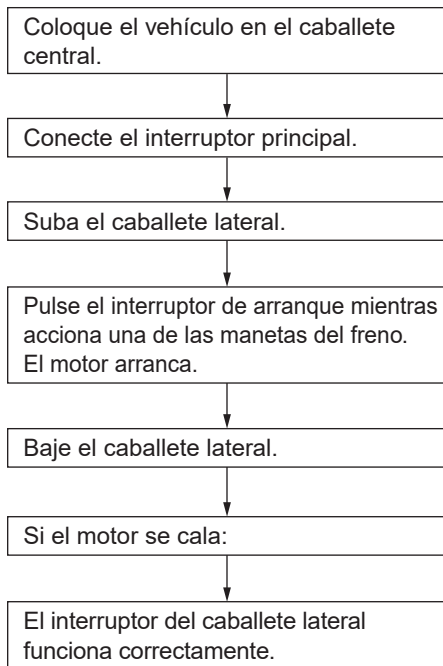 Coloque el vehículo en el caballete
central.
Conecte el interruptor principal.
Suba el caballete lateral.
Pulse el interruptor de arranque mientras
acciona una de las manetas del freno.
El motor arranca.
Baje el caballete lateral.
Si el motor se cala:
El interruptor del caballete lateral
funciona correctamente.